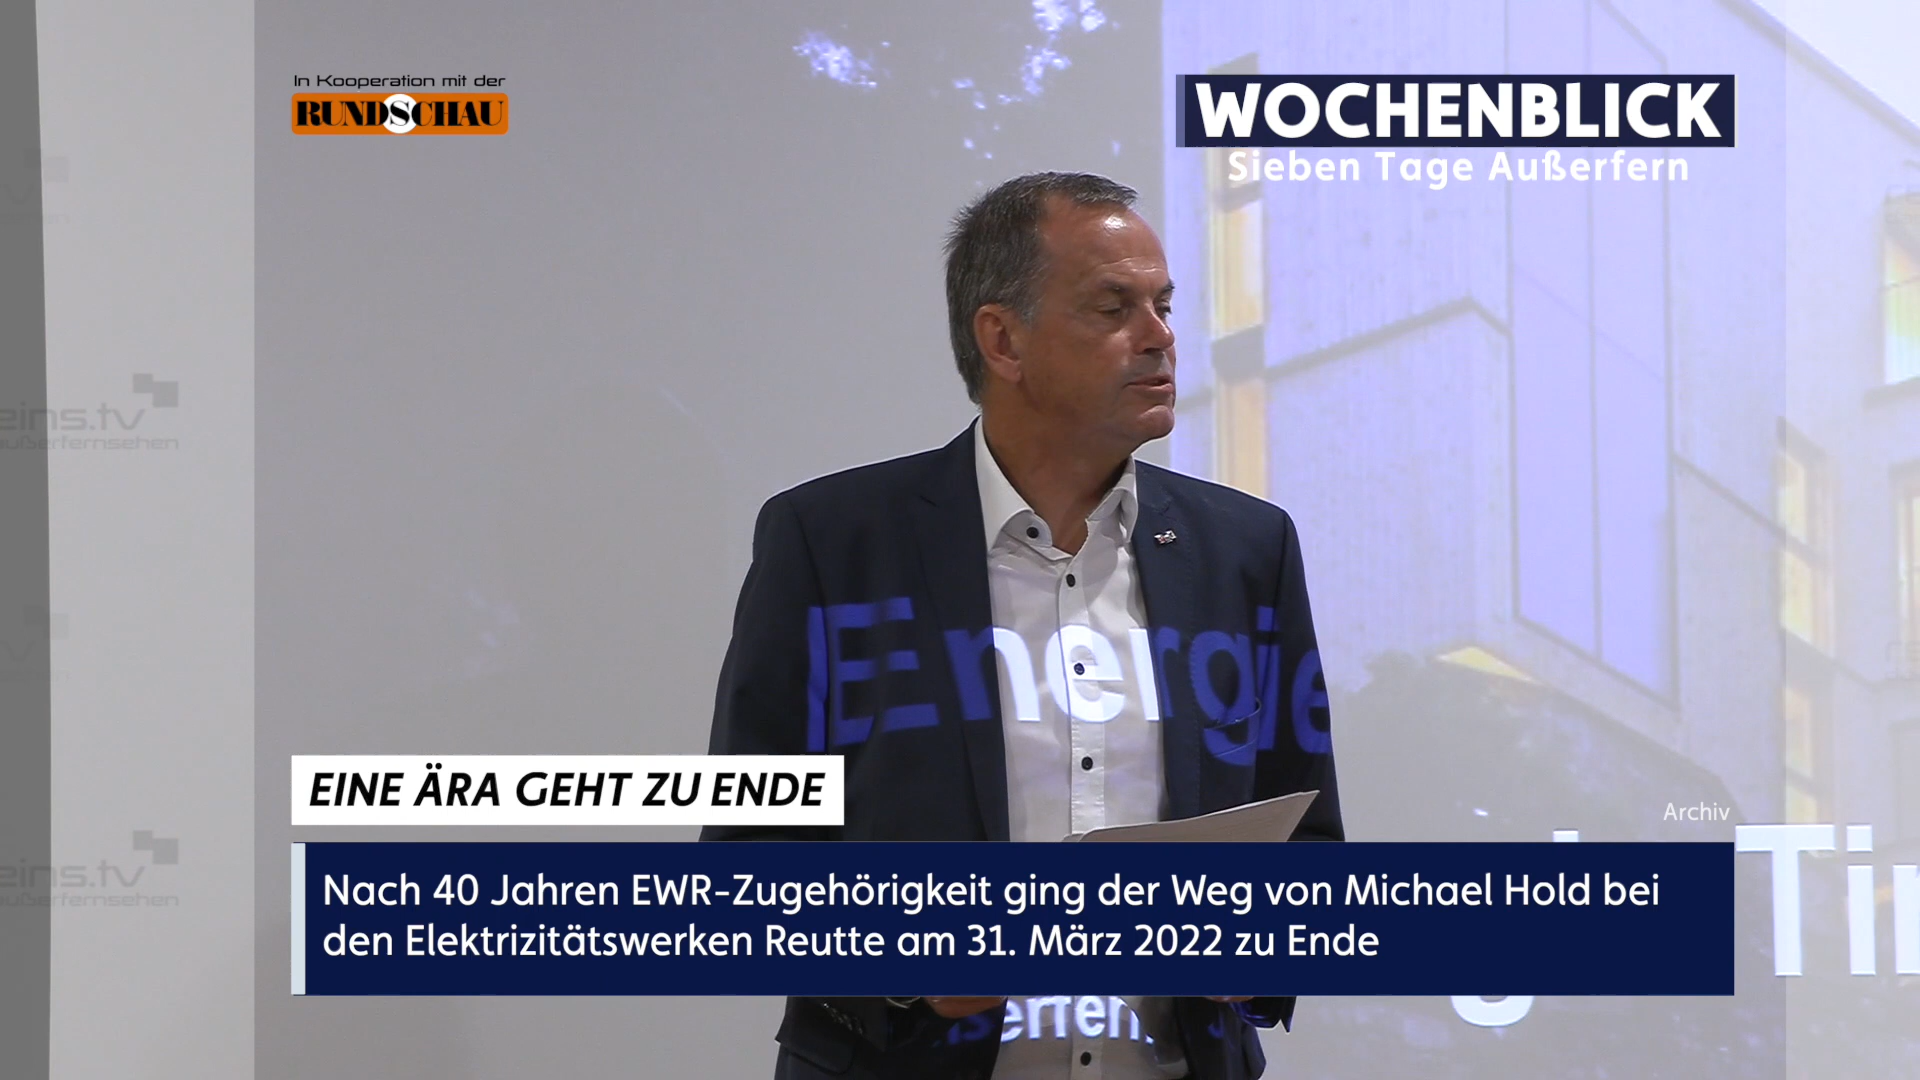 In Kooperation mit der
RUNDSCHAU
WOCHENBLICK
Sieben Tage Außerfern
eins.tv
außerfernsehen
Energie
EINE ÄRA GEHT ZU ENDE
Archiv
Nach 40 Jahren EWR-Zugehörigkeit ging der Weg von Michael Hold bei
den Elektrizitätswerken Reutte am 31. März 2022 zu Ende
eins.tv
außerfernsehen